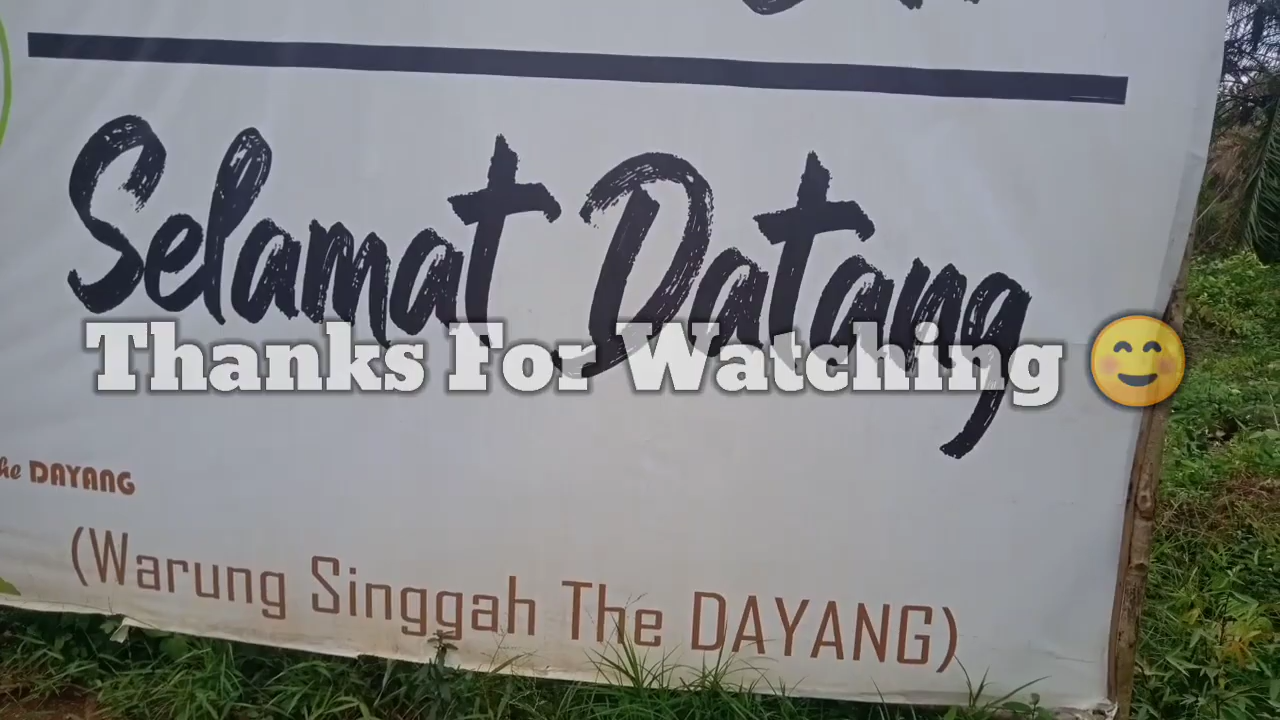 Selamat Datang
Thanks For Watching 😊
he DAYANG
(Warung Singgah The DAYANG)